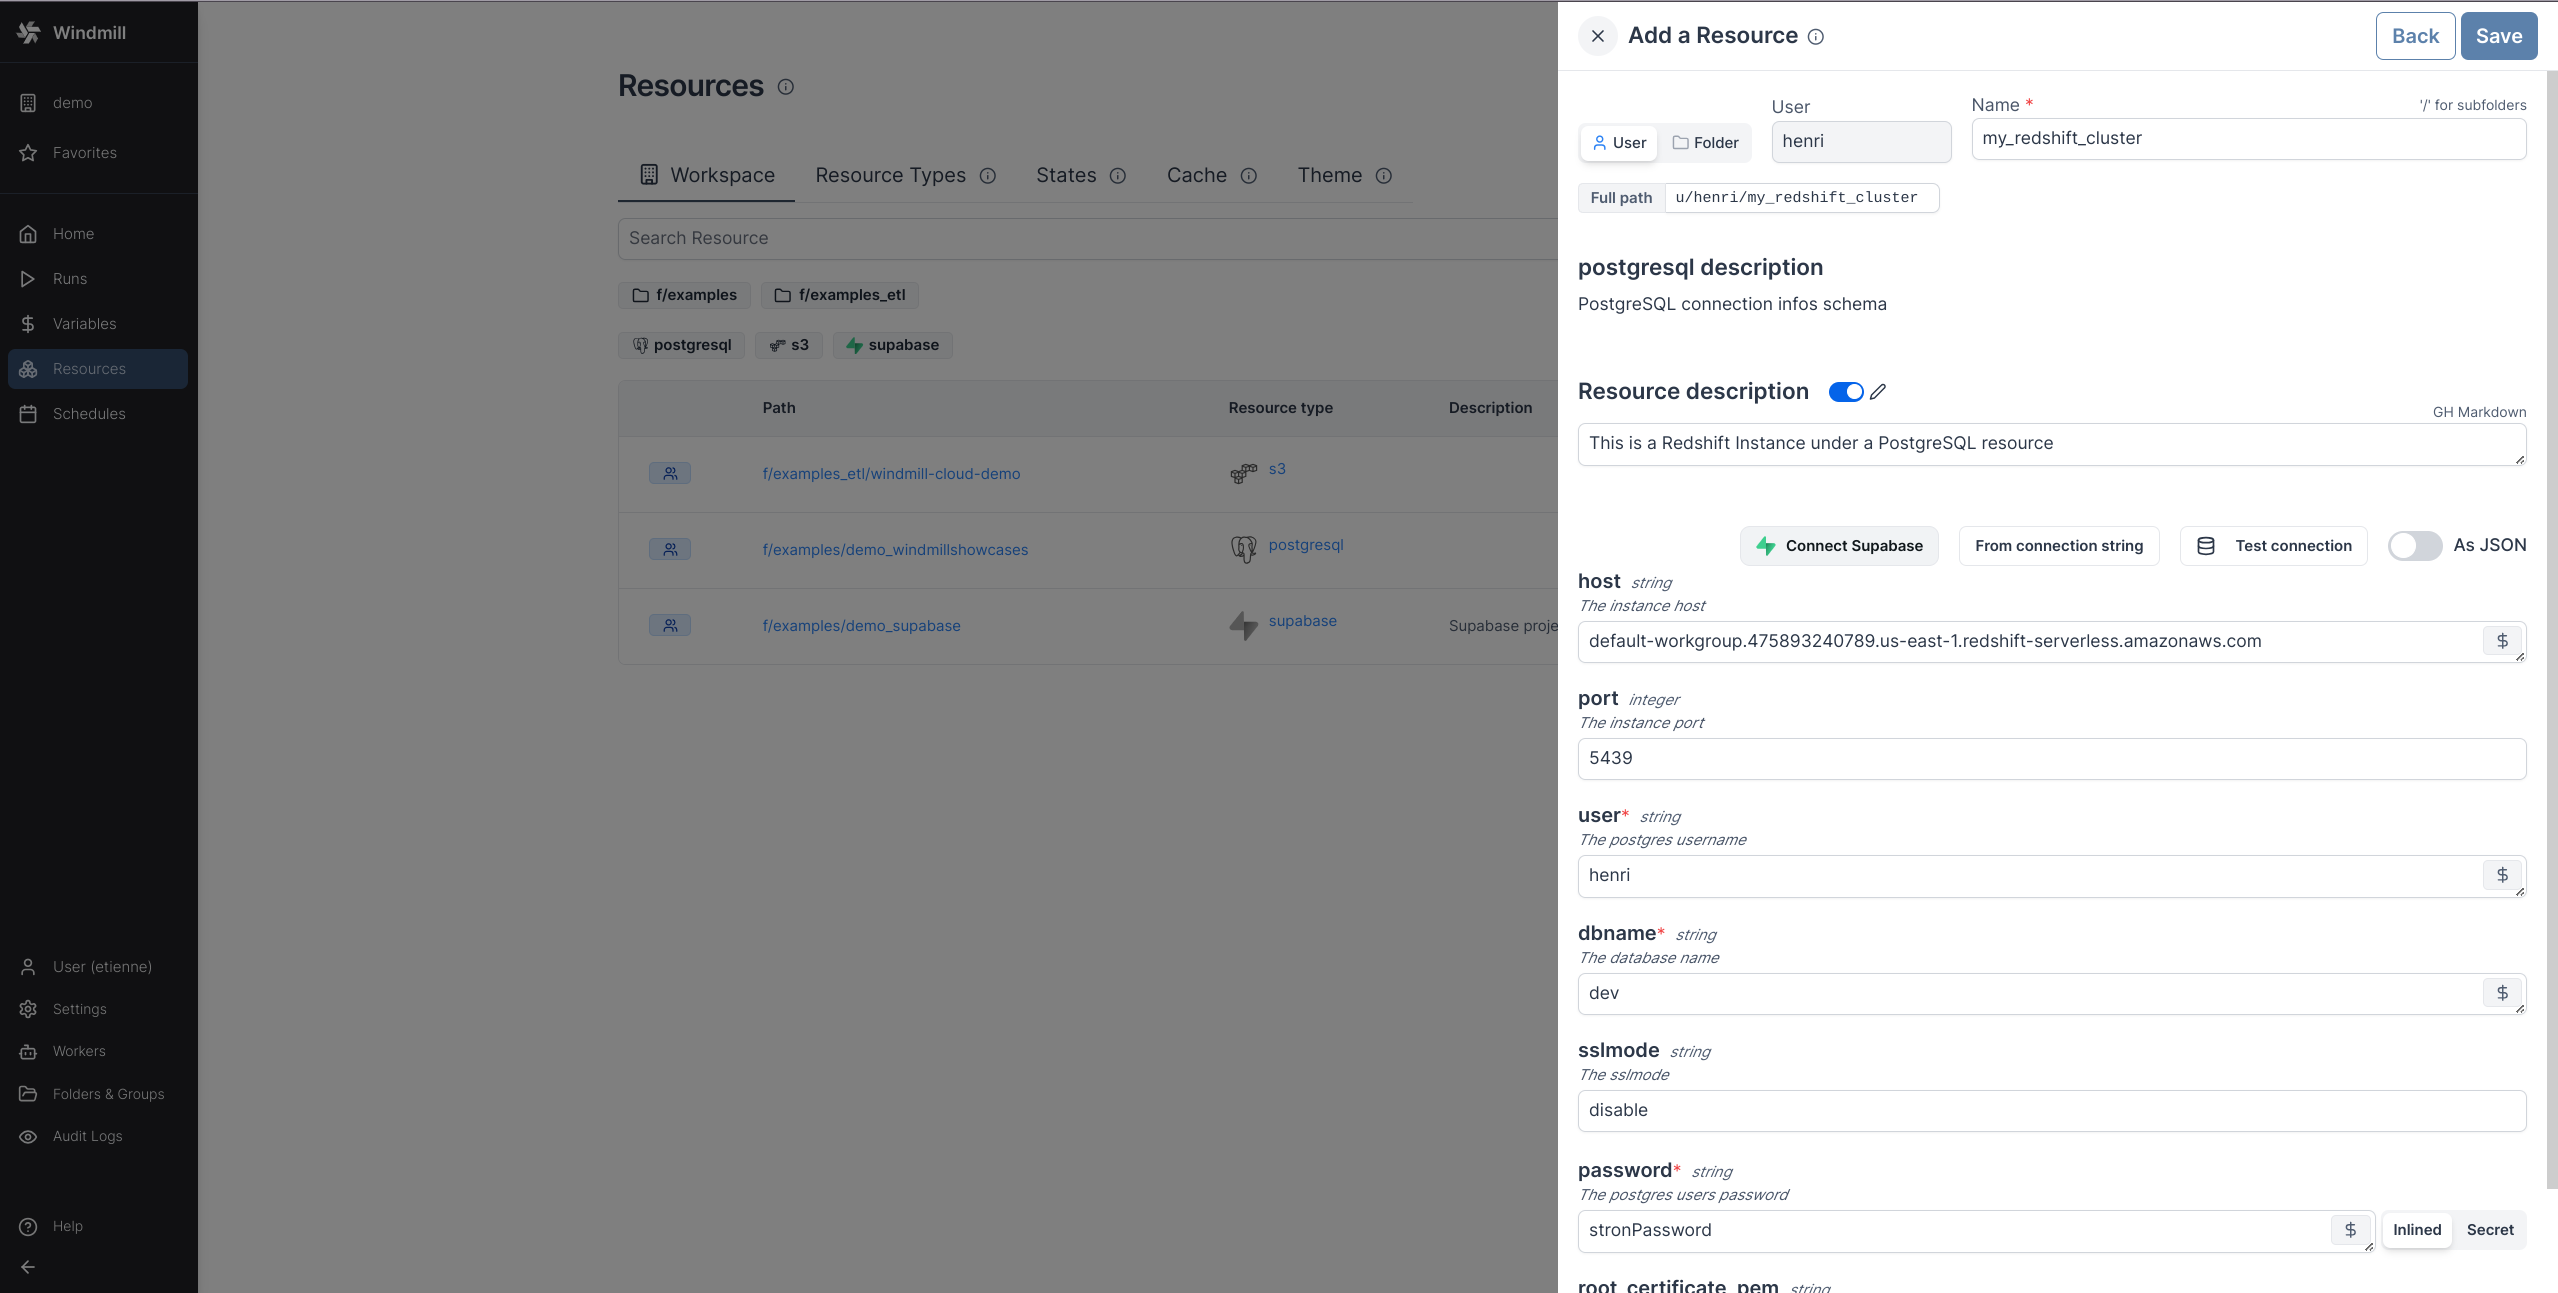 Windmill
demo
Favorites
Home
Runs
Variables
Resources
Schedules
User (etienne)
Settings
Workers
Folders & Groups
Audit Logs
Help
Resources
Workspace Resource Types States Cache Theme
Search Resource
f/examples f/examples_etl
postgresql s3 supabase
Path Resource type Description
f/examples_etl/windmill-cloud-demo s3
f/examples/demo_windmillshowcases postgresql
f/examples/demo_supabase supabase Supabase proje
Add a Resource Back Save
User Name * '/' for subfolders
User Folder henri my_redshift_cluster
Full path u/henri/my_redshift_cluster
postgresql description
PostgreSQL connection infos schema
Resource description
GH Markdown
This is a Redshift Instance under a PostgreSQL resource
Connect Supabase From connection string Test connection As JSON
host string
The instance host
default-workgroup.475893240789.us-east-1.redshift-serverless.amazonaws.com $
port integer
The instance port
5439
user* string
The postgres username
henri $
dbname* string
The database name
dev $
sslmode string
The sslmode
disable
password* string
The postgres users password
stronPassword $ Inlined Secret
root_certificate_pem string